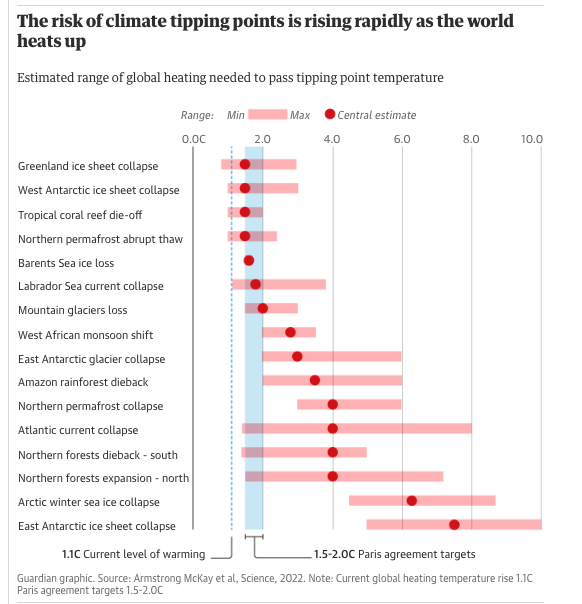 The risk of climate tipping points is rising rapidly as the world
heats up
Estimated range of global heating needed to pass tipping point temperature
Range: Min Max Central estimate
0.0C 2.0 4.0 6.0 8.0 10.0
Greenland ice sheet collapse
West Antarctic ice sheet collapse
Tropical coral reef die-off
Northern permafrost abrupt thaw
Barents Sea ice loss
Labrador Sea current collapse
Mountain glaciers loss
West African monsoon shift
East Antarctic glacier collapse
Amazon rainforest dieback
Northern permafrost collapse
Atlantic current collapse
Northern forests dieback - south
Northern forests expansion - north
Arctic winter sea ice collapse
East Antarctic ice sheet collapse
1.1C Current level of warming 1.5-2.0C Paris agreement targets
Guardian graphic. Source: Armstrong McKay et al, Science, 2022. Note: Current global heating temperature rise 1.1C
Paris agreement targets 1.5-2.0C